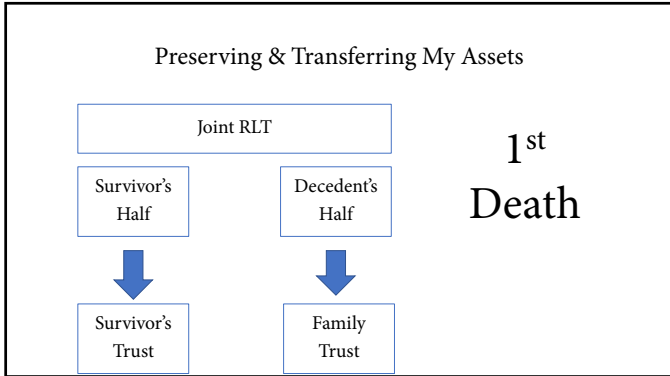 Preserving & Transferring My Assets
Joint RLT
Survivor's
Half
Decedent's
Half
1st
Death
Survivor's
Trust
Family
Trust